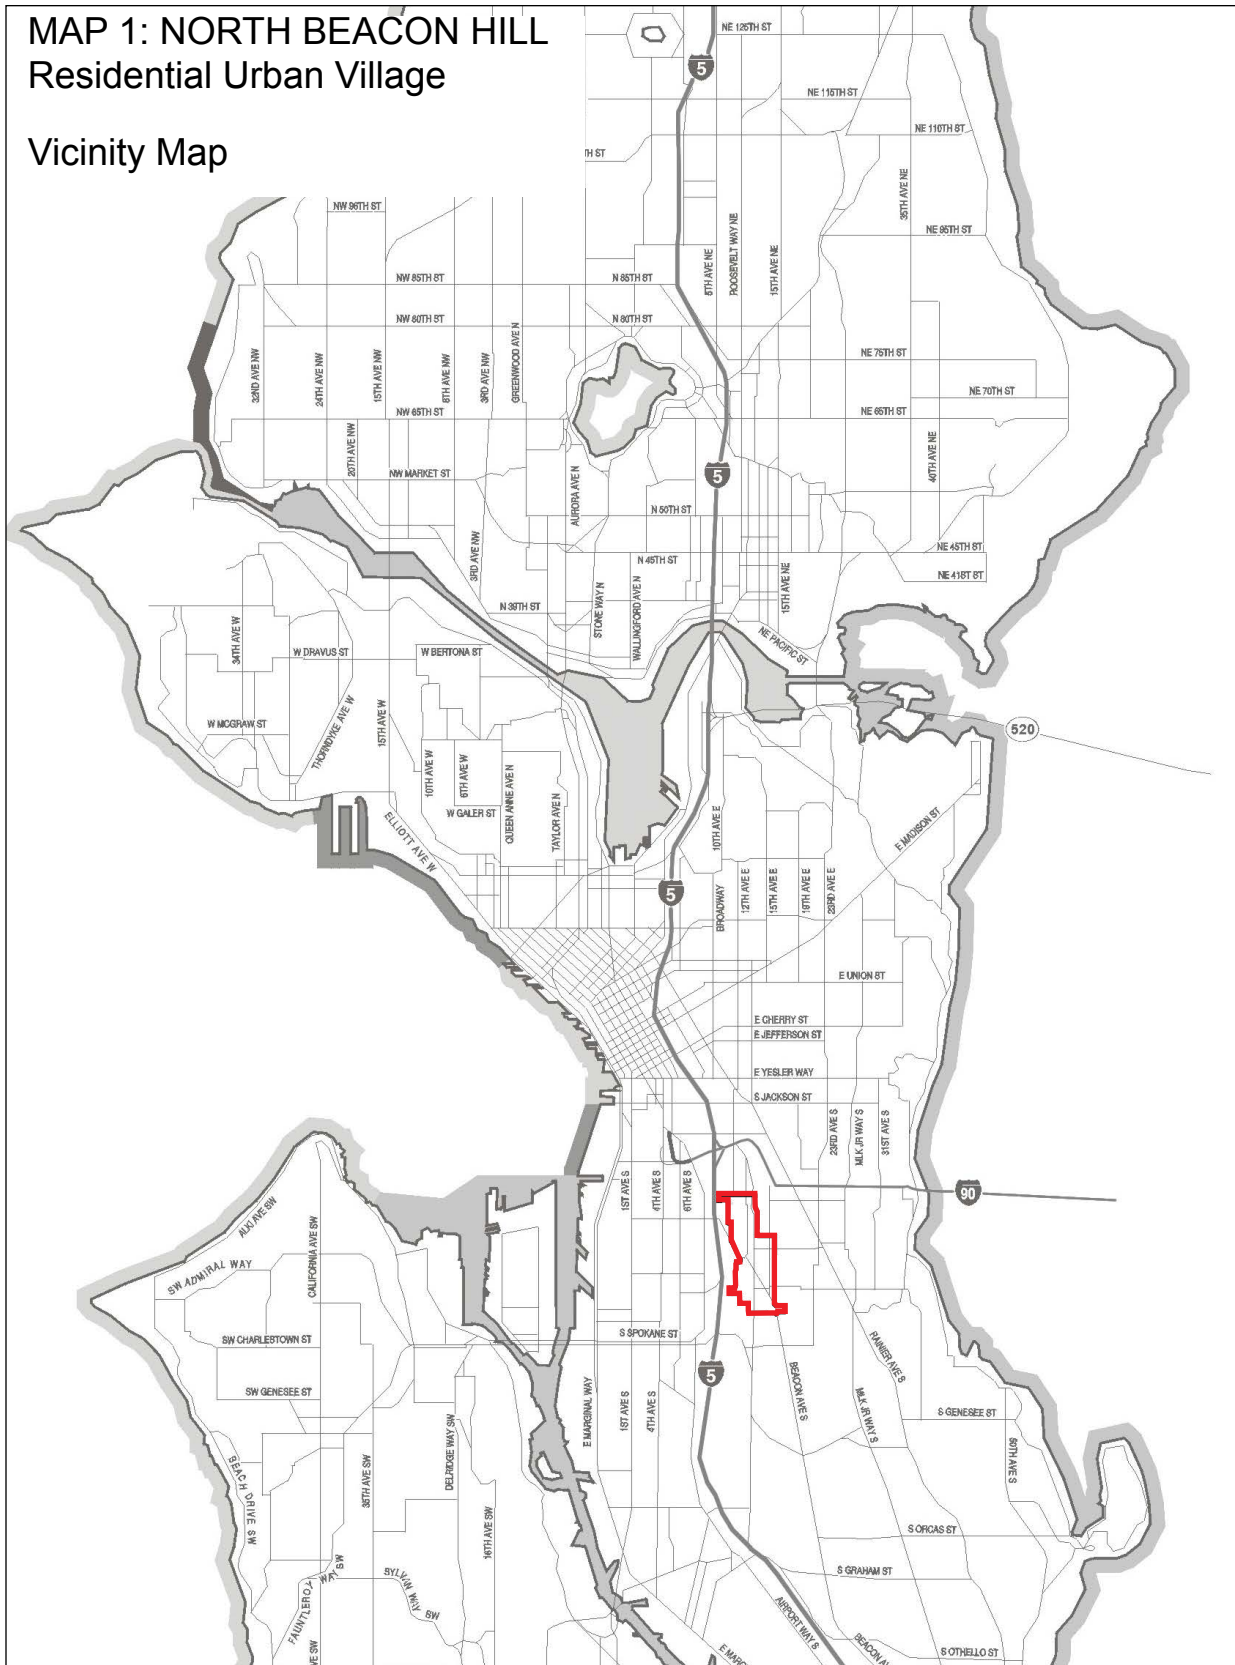 MAP 1: NORTH BEACON HILL
Residential Urban Village
Vicinity Map
NE 125TH ST
5
NE 115TH ST
NE 110TH ST
H ST
35TH AVE NE
NW 96TH ST
5TH AVE NE
ROOSEVELT WAY NE
15TH AVE NE
NE 95TH ST
NW 85TH ST
N 85TH ST
NW 80TH ST
N 80TH ST
32ND AVE NW
24TH AVE NW
15TH AVE NW
8TH AVE NW
3RD AVE NW
GREENWOOD AVE N
NE 75TH ST
NE 70TH ST
NW 65TH ST
NE 65TH ST
20TH AVE NW
40TH AVE NE
NW MARKET ST
AURORA AVE N
5
N 50TH ST
3RD AVE NW
N 45TH ST
NE 45TH ST
NE 41ST ST
15TH AVE NE
N 39TH ST
STONE WAY N
WALLINGFORD AVE N
NE PACIFIC ST
34TH AVE W
W DRAVUS ST
W BERTONA ST
THORNDYKE AVE W
15TH AVE W
W MCGRAW ST
520
10TH AVE W
6TH AVE W
QUEEN ANNE AVE N
TAYLOR AVE N
W GALER ST
ELLIOTT AVE W
10TH AVE E
E MADISON ST
5
BROADWAY
12TH AVE E
15TH AVE E
19TH AVE E
23RD AVE E
E UNION ST
E CHERRY ST
E JEFFERSON ST
E YESLER WAY
S JACKSON ST
23RD AVE S
MLK JR WAY S
31ST AVE S
1ST AVE S
4TH AVE S
6TH AVE S
90
ALKI AVE SW
CALIFORNIA AVE SW
SW ADMIRAL WAY
SW CHARLESTOWN ST
S SPOKANE ST
RAINIER AVE S
5
SW GENESEE ST
E MARGINAL WAY
1ST AVE S
4TH AVE S
BEACON AVE S
MLK JR WAY S
S GENESEE ST
50TH AVE S
BEACH DRIVE SW
35TH AVE SW
DELRIDGE WAY SW
16TH AVE SW
S ORCAS ST
S GRAHAM ST
FAUNTLEROY WAY SW
SYLVAN WAY SW
AIRPORT WAY S
VE SW
E MARG
BEACON AV
S OTHELLO ST